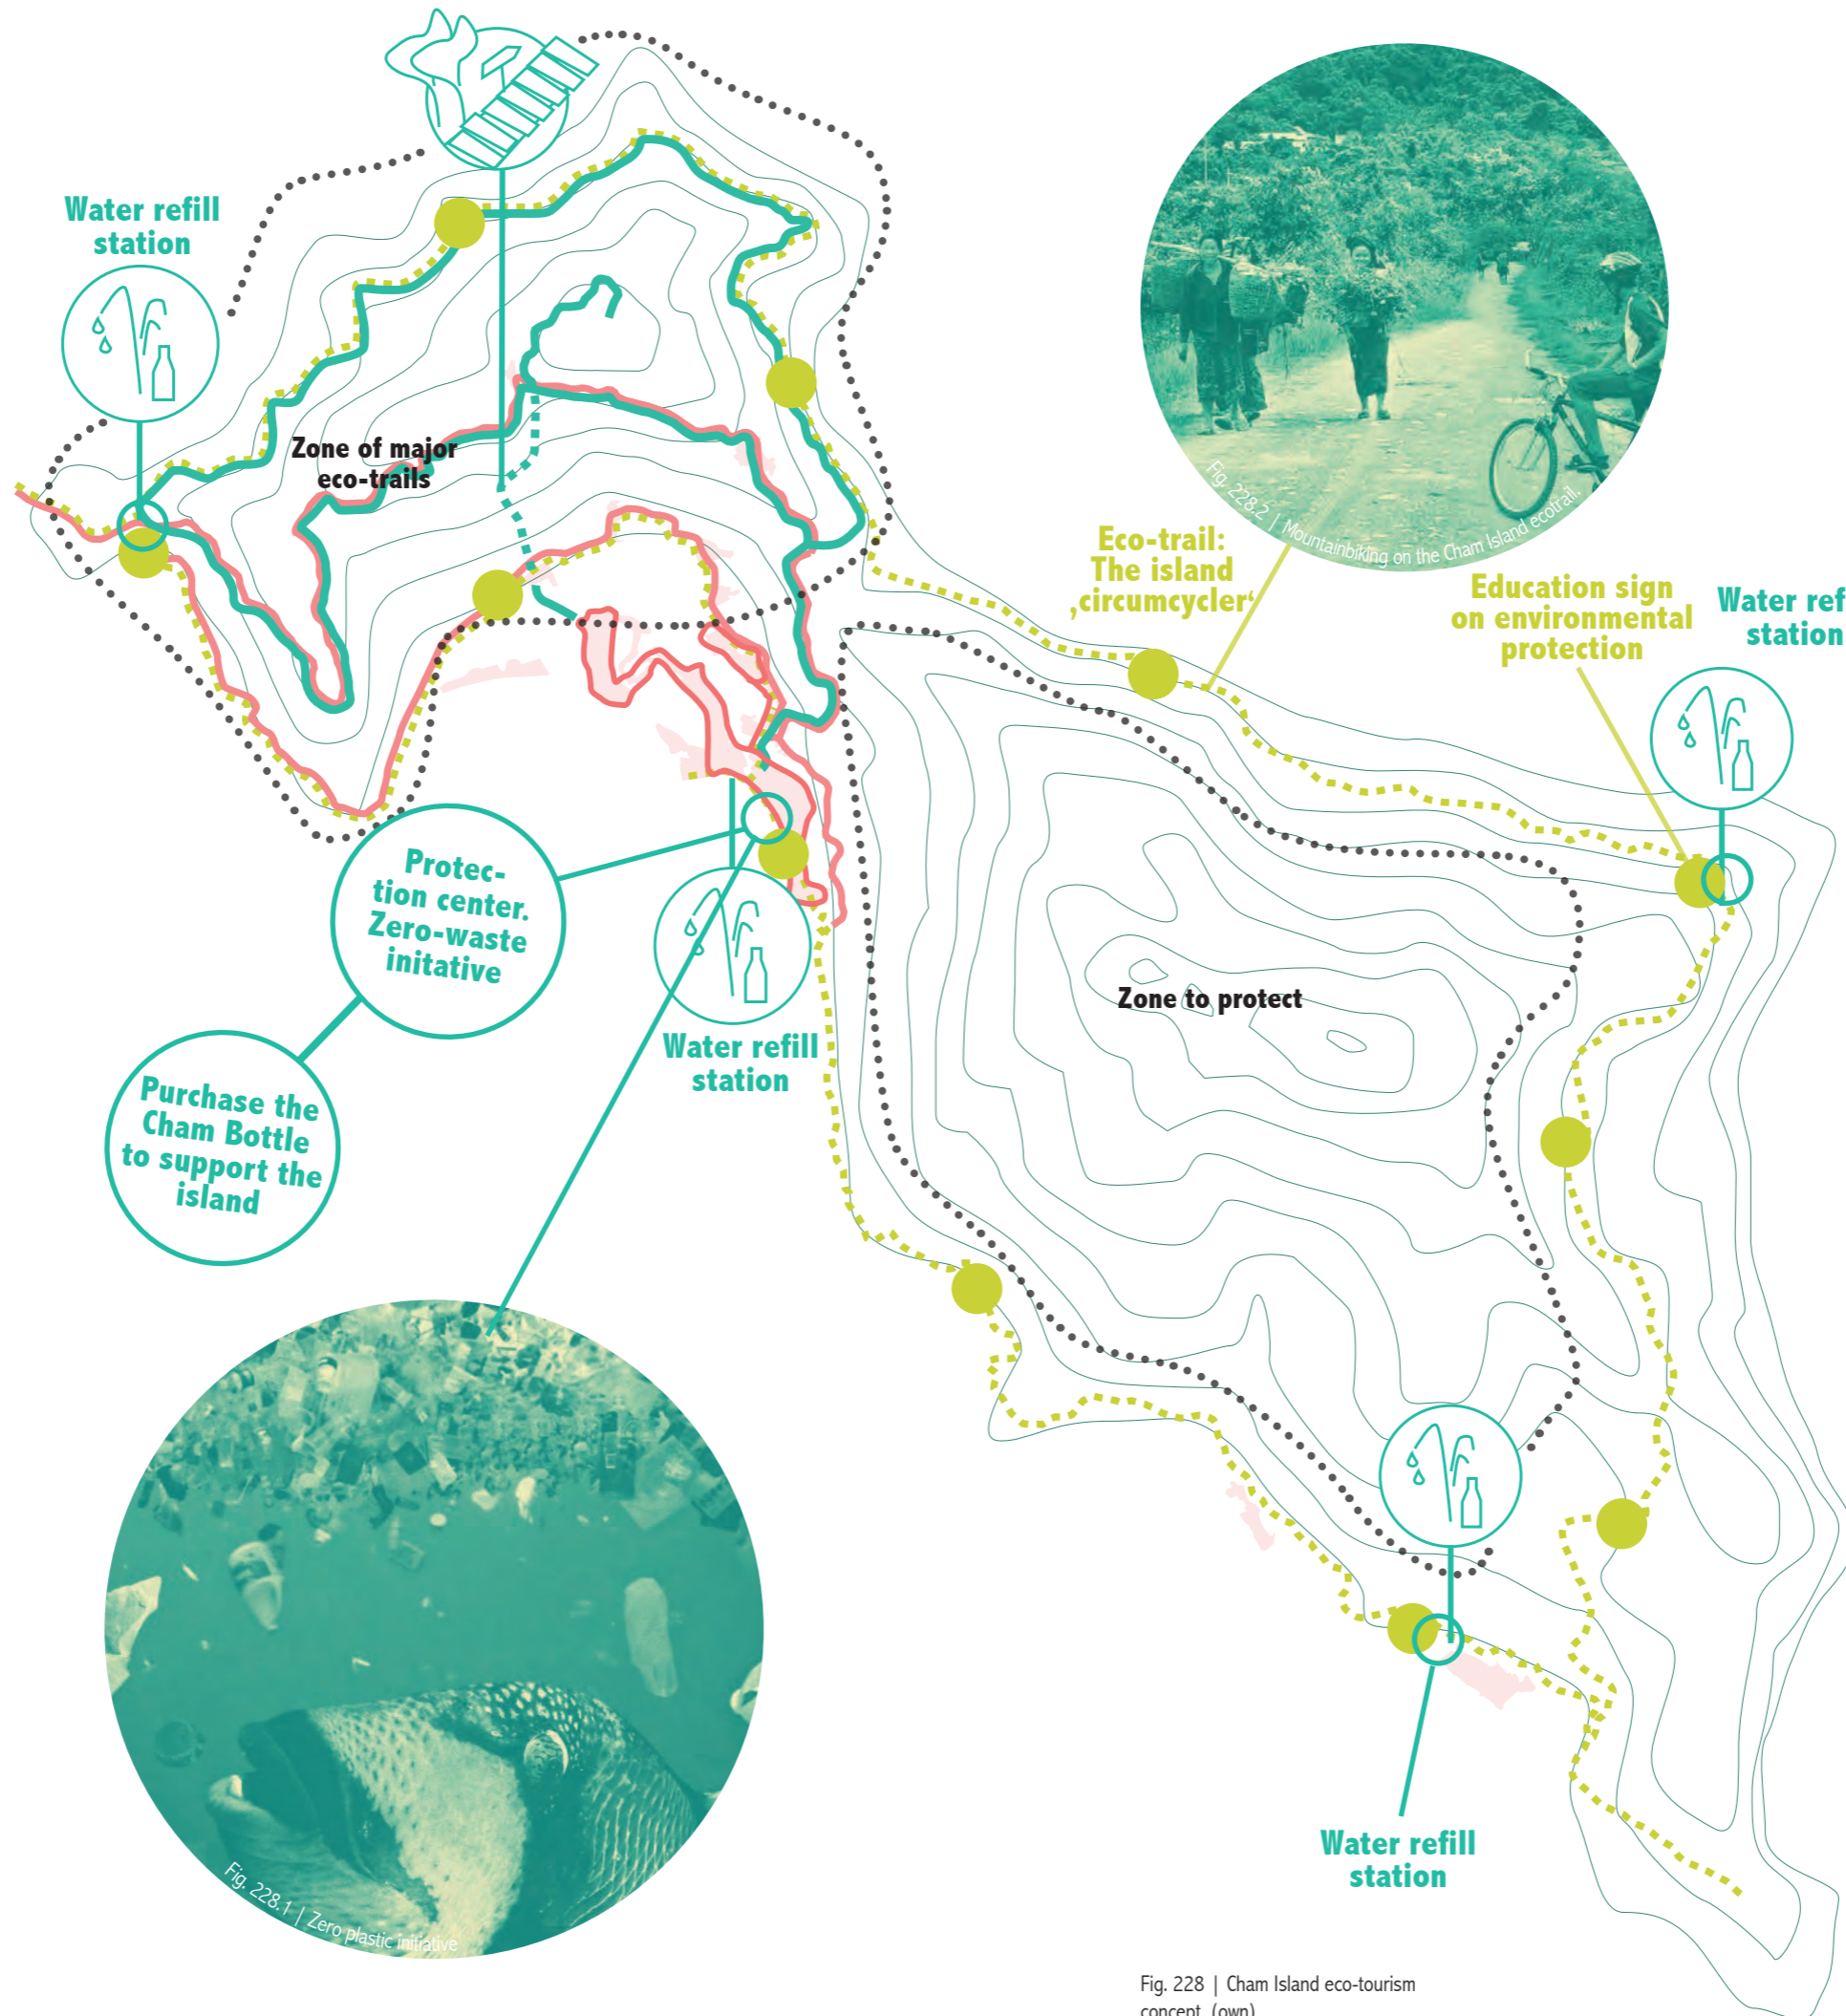 Water refill
station
Zone of major
eco-trails
Fig. 228.2 | Mountainbiking on the Cham Island ecotrail.
Eco-trail:
The island
‚circumcycler‘
Education sign
on environmental
protection
Water ref
station
Protec-
tion center.
Zero-waste
initative
Zone to protect
Water refill
station
Purchase the
Cham Bottle
to support the
island
Water refill
station
Fig. 228.1 | Zero plastic initiative
Fig. 228 | Cham Island eco-tourism
concept. (own)